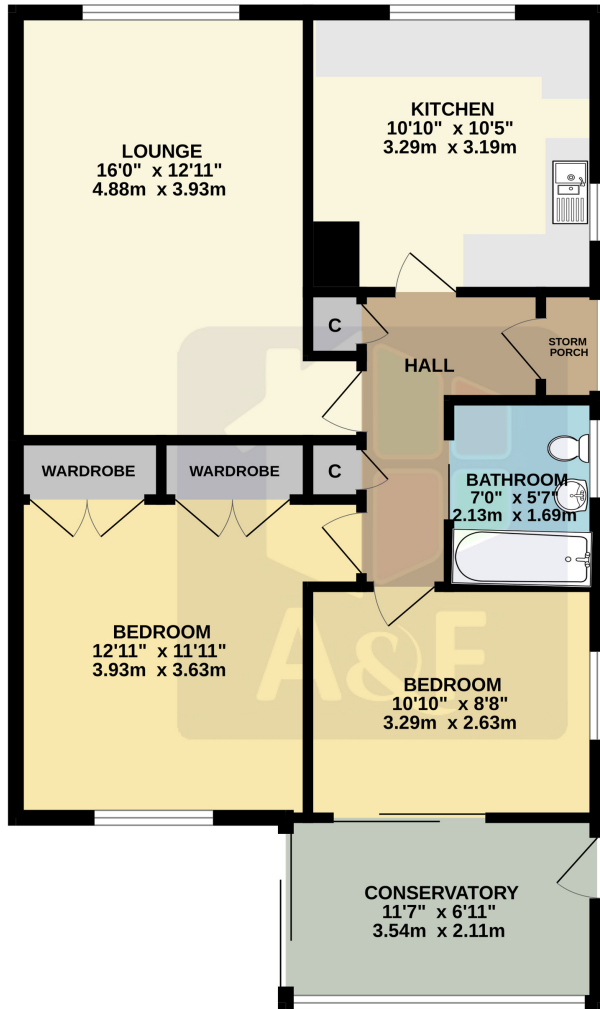 LOUNGE
16'0" x 12'11"
4.88m x 3.93m
KITCHEN
10'10" x 10'5"
3.29m x 3.19m
C
HALL
STORM
PORCH
WARDROBE
WARDROBE
C
BATHROOM
7'0" x 5'7"
2.13m x 1.69m
BEDROOM
12'11" x 11'11"
3.93m x 3.63m
A&F
BEDROOM
10'10" x 8'8"
3.29m x 2.63m
CONSERVATORY
11'7" x 6'11"
3.54m x 2.11m